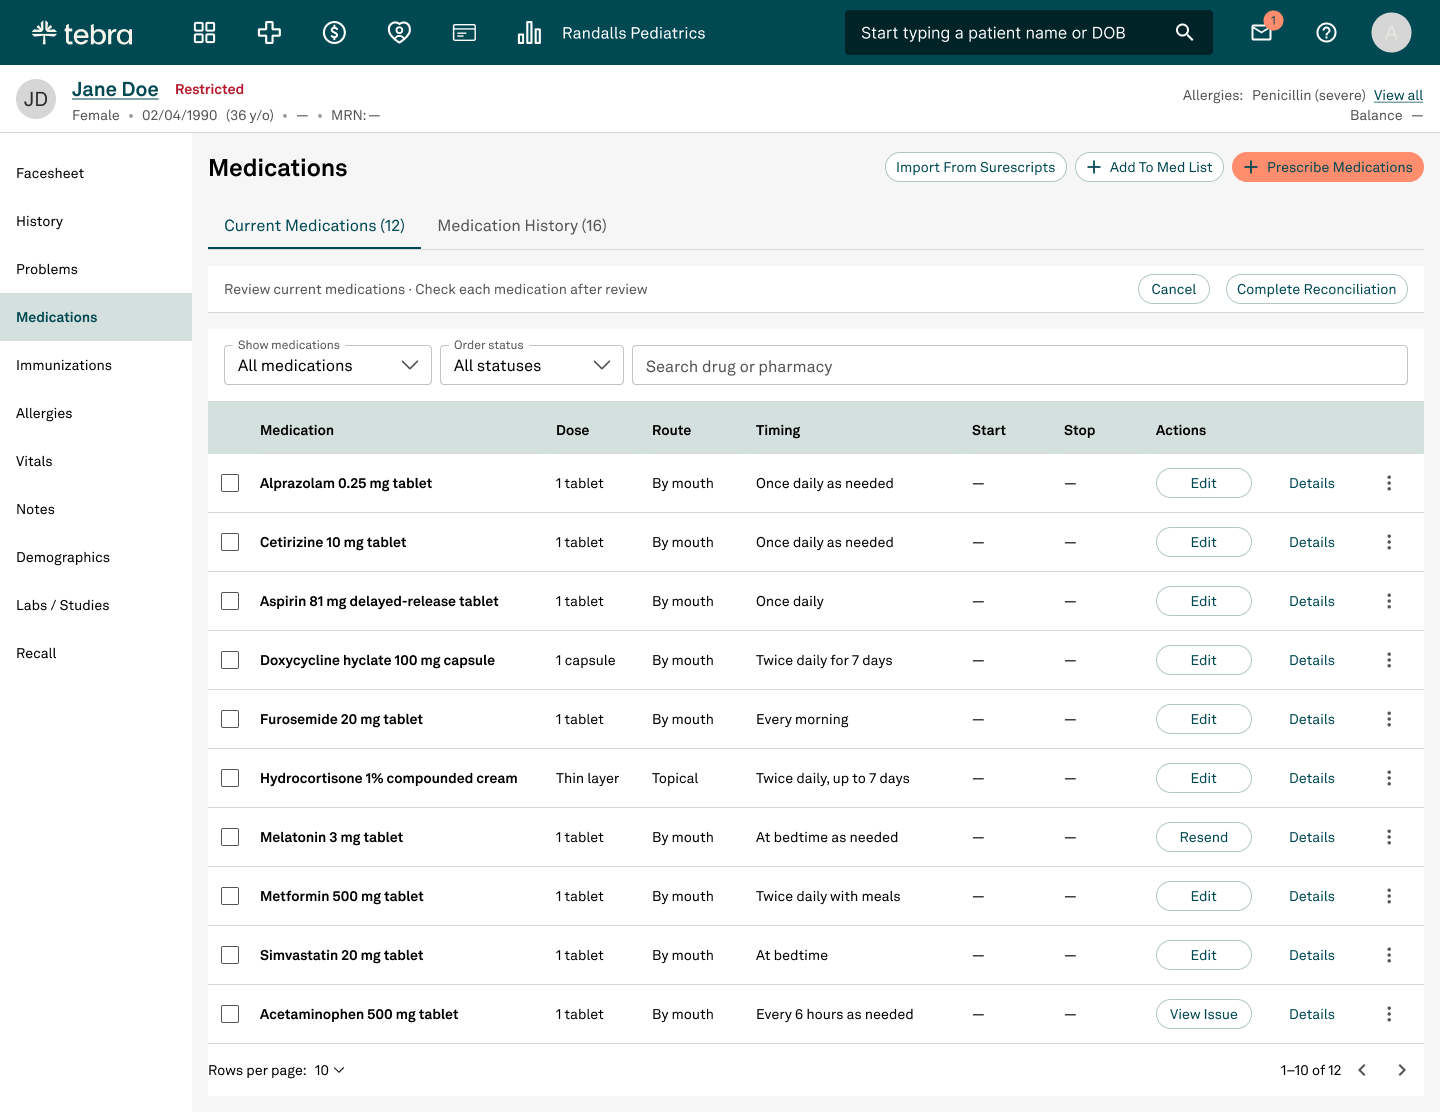 tebra
Randalls Pediatrics
Start typing a patient name or DOB
1
A
JD
Jane Doe Restricted
Female • 02/04/1990 (36 y/o) • — • MRN: —
Allergies: Penicillin (severe) View all
Balance —
Facesheet
History
Problems
Medications
Immunizations
Allergies
Vitals
Notes
Demographics
Labs / Studies
Recall
Medications
Import From Surescripts
Add To Med List
Prescribe Medications
Current Medications (12)
Medication History (16)
Review current medications · Check each medication after review
Cancel
Complete Reconciliation
Show medications
All medications
Order status
All statuses
Search drug or pharmacy
Medication Dose Route Timing Start Stop Actions
Alprazolam 0.25 mg tablet 1 tablet By mouth Once daily as needed — — Edit Details
Cetirizine 10 mg tablet 1 tablet By mouth Once daily as needed — — Edit Details
Aspirin 81 mg delayed-release tablet 1 tablet By mouth Once daily — — Edit Details
Doxycycline hyclate 100 mg capsule 1 capsule By mouth Twice daily for 7 days — — Edit Details
Furosemide 20 mg tablet 1 tablet By mouth Every morning — — Edit Details
Hydrocortisone 1% compounded cream Thin layer Topical Twice daily, up to 7 days — — Edit Details
Melatonin 3 mg tablet 1 tablet By mouth At bedtime as needed — — Resend Details
Metformin 500 mg tablet 1 tablet By mouth Twice daily with meals — — Edit Details
Simvastatin 20 mg tablet 1 tablet By mouth At bedtime — — Edit Details
Acetaminophen 500 mg tablet 1 tablet By mouth Every 6 hours as needed — — View Issue Details
Rows per page: 10
1–10 of 12